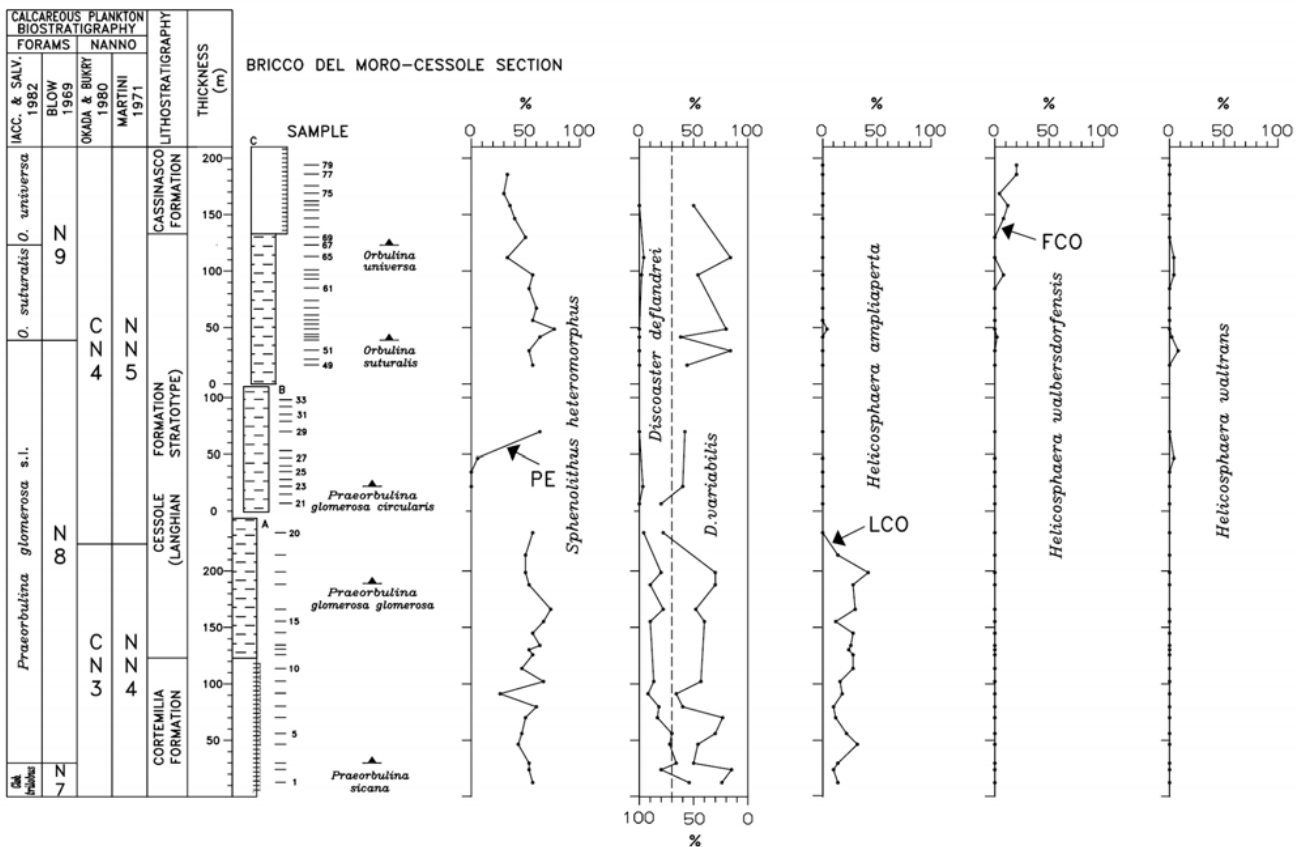 CALCAREOUS PLANKTON
BIOSTRATIGRAPHY
FORAMS
NANNO
IACC. & SALV.
1982
BLOW
1969
OKADA & BUKRY
1980
MARTINI
1971
LITHOSTRATIGRAPHY
THICKNESS
(m)
BRICCO DEL MORO-CESSOLE SECTION
SAMPLE
%
0 50 100
%
0 50 100
%
0 50 100
%
0 50 100
%
0 50 100
O. universa
O. suturalis
Praeorbulina glomerosa s.l.
trilobus
N
9
N
8
N
7
C
N
4
C
N
3
N
N
5
N
N
4
CASSINASCO
FORMATION
FORMATION
STRATOTYPE)
CESSOLE
(LANGHIAN
CORTEMILIA
FORMATION
200
150
100
50
0
100
50
0
200
150
100
50
C
79
77
75
69
67
65
61
51
49
B
33
31
29
27
25
23
21
A
20
15
10
5
1
Orbulina
universa
Orbulina
suturalis
Praeorbulina
glomerosa circularis
Praeorbulina
glomerosa glomerosa
Praeorbulina
sicana
PE
Sphenolithus heteromorphus
Discoaster deflandrei
D.variabilis
100 50 0
%
LCO
Helicosphaera ampliaperta
FCO
Helicosphaera walbersdorfensis
Helicosphaera waltrans